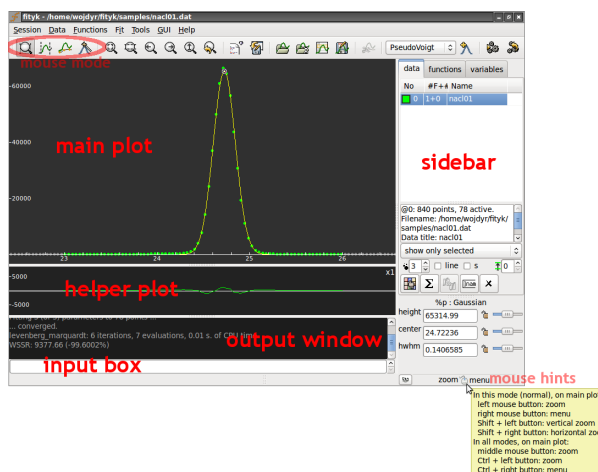 fityk - /home/wojdyr/fityk/samples/nacl01.dat
Session Data Functions Fit Tools GUI Help
PseudoVoigt
mouse mode
data functions variables
No #F+# Name
0 1+0 nacl01
60000
main plot
sidebar
20000
@0: 840 points, 78 active.
Filename: /home/wojdyr/fityk/
samples/nacl01.dat
Data title: nacl01
23 24 25 26
show only selected
5000
x1
3 line s 0
helper plot
-5000
%p : Gaussian
height 65314.99
... converged.
levenberg_marquardt: 6 iterations, 7 evaluations, 0.01 s. of CPU time.
WSSR: 9377.66 (-99.6002%)
output window
center 24.72236
hwhm 0.1406585
input box
zoom menu
mouse hints
In this mode (normal), on main plot
left mouse button: zoom
right mouse button: menu
Shift + left button: vertical zoom
Shift + right button: horizontal
In all modes, on main plot:
middle mouse button: zoom
Ctrl + left button: zoom
Ctrl + right button: menu